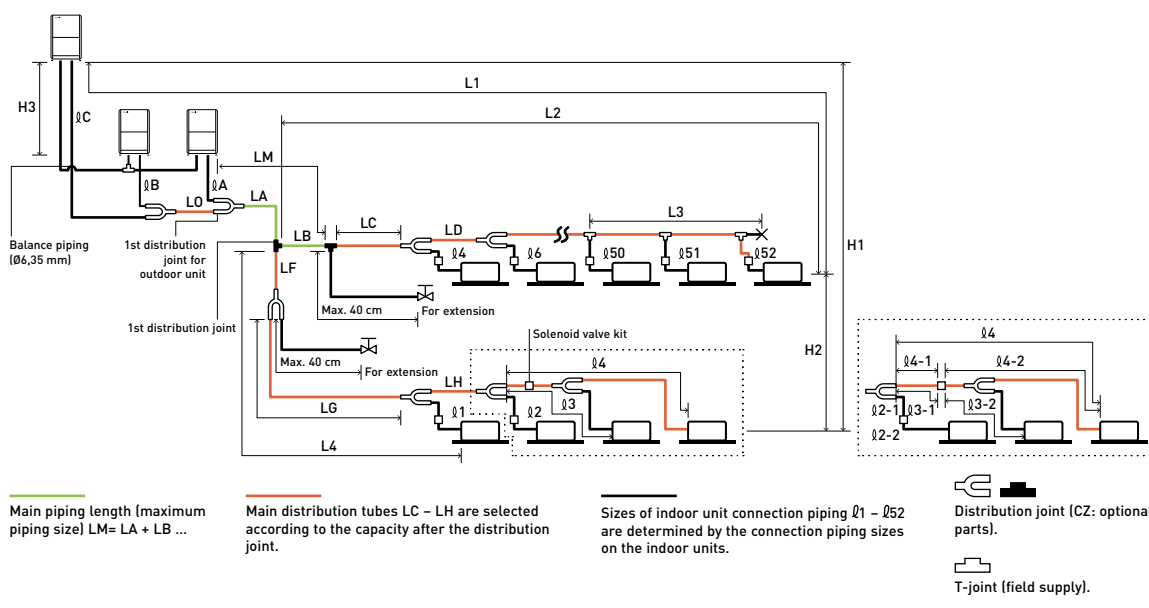 L1
H3
ℓC
L2
LM
ℓB
ℓA
LO
LA
LB
LC
LD
L3
H1
Balance piping
(Ø6,35 mm)
1st distribution
joint for
outdoor unit
LF
ℓ4
ℓ6
ℓ50
ℓ51
ℓ52
Max. 40 cm
For extension
1st distribution joint
Solenoid valve kit
H2
Max. 40 cm
For extension
ℓ4
LH
LG
ℓ1
ℓ2
ℓ3
L4
ℓ4
ℓ4-1
ℓ4-2
ℓ2-1
ℓ3-1
ℓ3-2
ℓ2-2
Main piping length (maximum
piping size) LM= LA + LB ...
Main distribution tubes LC – LH are selected
according to the capacity after the distribution
joint.
Sizes of indoor unit connection piping ℓ1 – ℓ52
are determined by the connection piping sizes
on the indoor units.
Distribution joint (CZ: optional
parts).
T-joint (field supply).